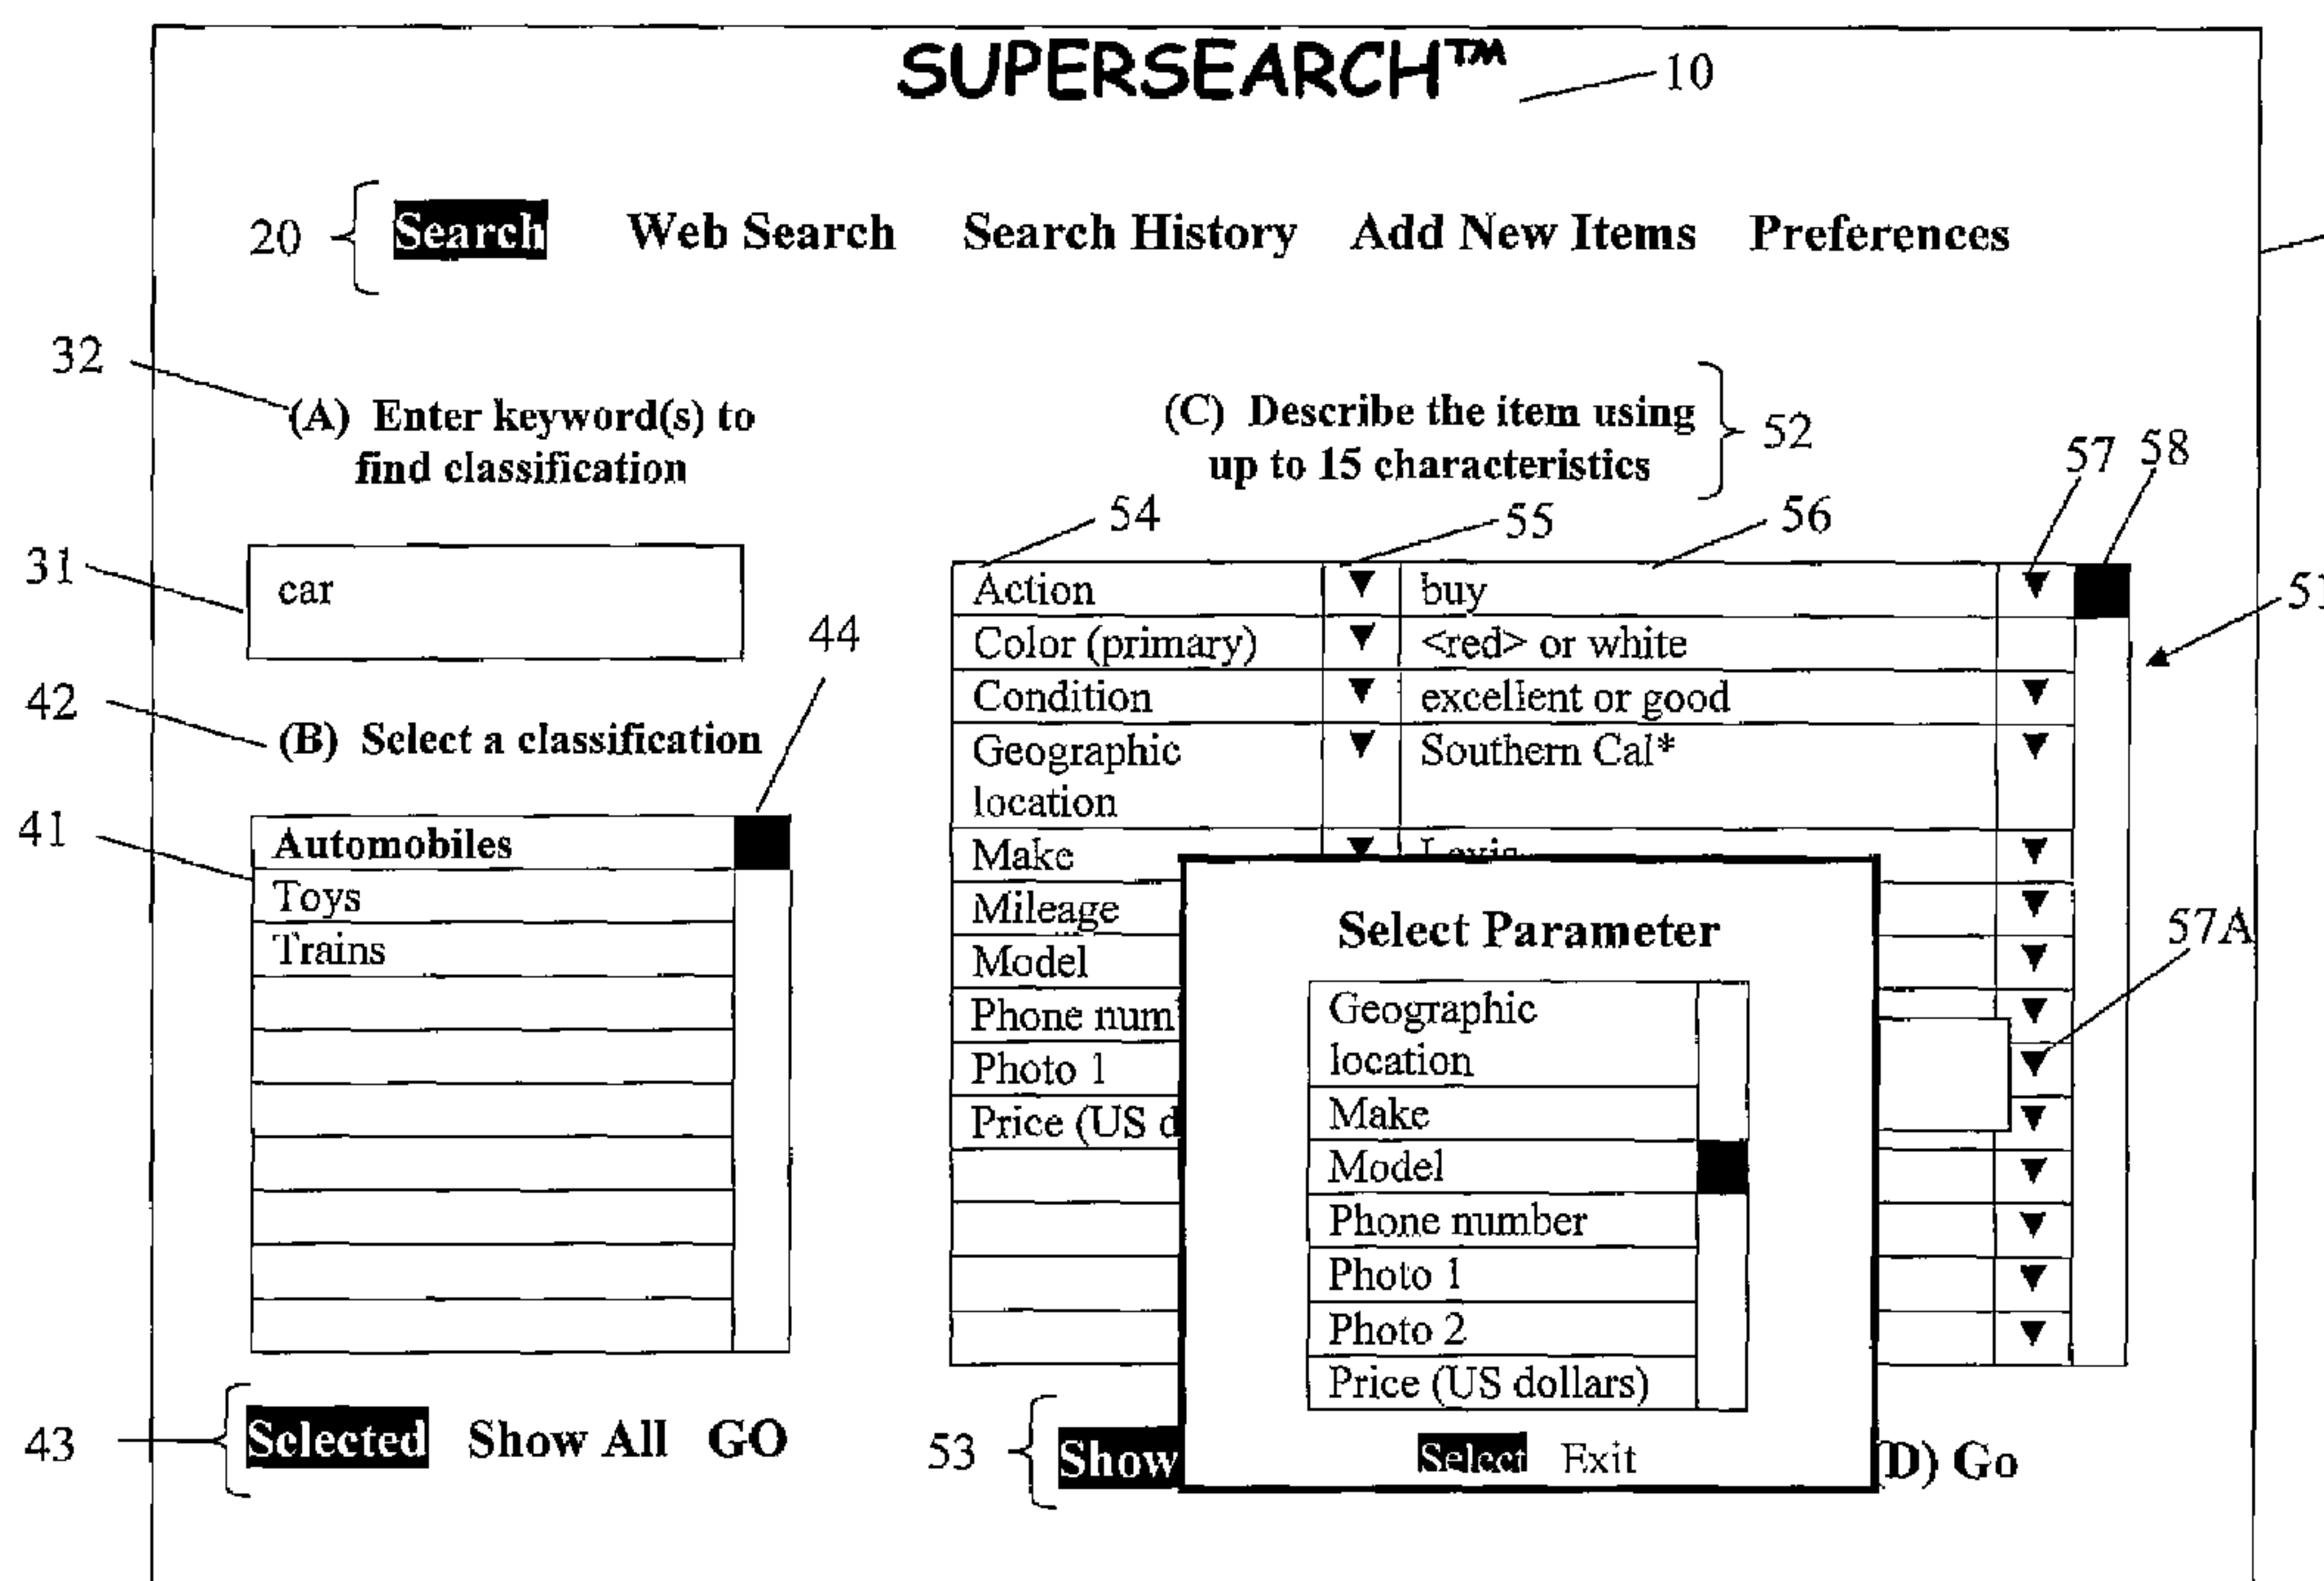 SUPERSEARCH™
10
20 Search Web Search Search History Add New Items Preferences
32
(A) Enter keyword(s) to
find classification
31
car
42
(B) Select a classification
44
41
Automobiles
Toys
Trains
43
Selected Show All GO
(C) Describe the item using
up to 15 characteristics
52
54 55 56 57 58
51
Action ▼ buy ▼
Color (primary) ▼ <red> or white
Condition ▼ excellent or good ▼
Geographic ▼ Southern Cal* ▼
location
Make ▼ ▼
Mileage ▼
Model ▼
Phone num ▼
Photo 1 ▼
Price (US d ▼
▼
▼
▼
▼
57A
Select Parameter
Geographic
location
Make
Model
Phone number
Photo 1
Photo 2
Price (US dollars)
Select Exit
53 Show
D) Go